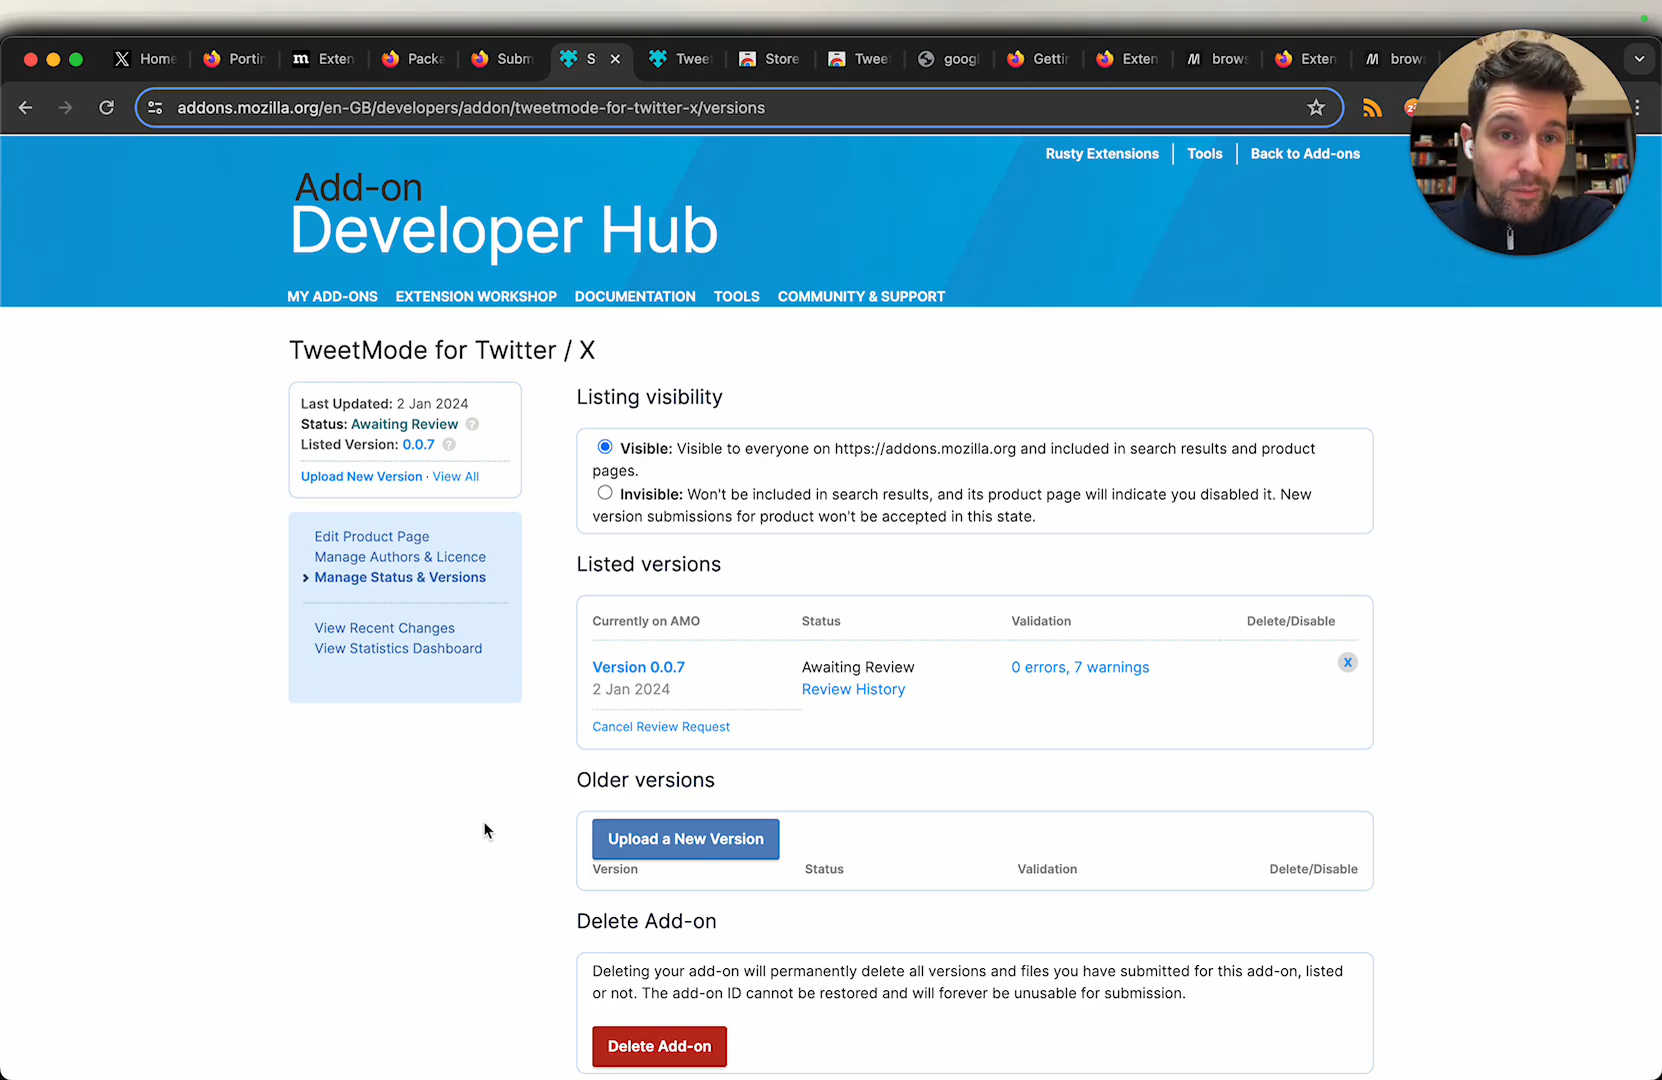 Home
Portin
Exten
Packa
Subm
S
Tweet
Store
Tweet
goog
Gettin
Exten
brow
Exten
brow
addons.mozilla.org/en-GB/developers/addon/tweetmode-for-twitter-x/versions
Rusty Extensions
Tools
Back to Add-ons
Add-on
Developer Hub
MY ADD-ONS
EXTENSION WORKSHOP
DOCUMENTATION
TOOLS
COMMUNITY & SUPPORT
TweetMode for Twitter / X
Last Updated: 2 Jan 2024
Status: Awaiting Review ?
Listed Version: 0.0.7 ?
Upload New Version · View All
Edit Product Page
Manage Authors & Licence
Manage Status & Versions
View Recent Changes
View Statistics Dashboard
Listing visibility
Visible: Visible to everyone on https://addons.mozilla.org and included in search results and product
pages.
Invisible: Won't be included in search results, and its product page will indicate you disabled it. New
version submissions for product won't be accepted in this state.
Listed versions
Currently on AMO Status Validation Delete/Disable
Version 0.0.7 Awaiting Review 0 errors, 7 warnings X
2 Jan 2024 Review History
Cancel Review Request
Older versions
Upload a New Version
Version Status Validation Delete/Disable
Delete Add-on
Deleting your add-on will permanently delete all versions and files you have submitted for this add-on, listed
or not. The add-on ID cannot be restored and will forever be unusable for submission.
Delete Add-on